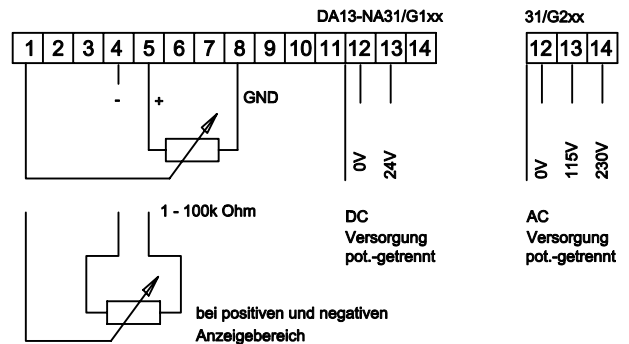 DA13-NA31/G1xx
31/G2xx
1 2 3 4 5 6 7 8 9 10 11 12 13 14
12 13 14
- + GND
0V 24V
0V 115V 230V
1 - 100k Ohm
DC
Versorgung
pot.-getrennt
AC
Versorgung
pot.-getrennt
bei positiven und negativen
Anzeigebereich